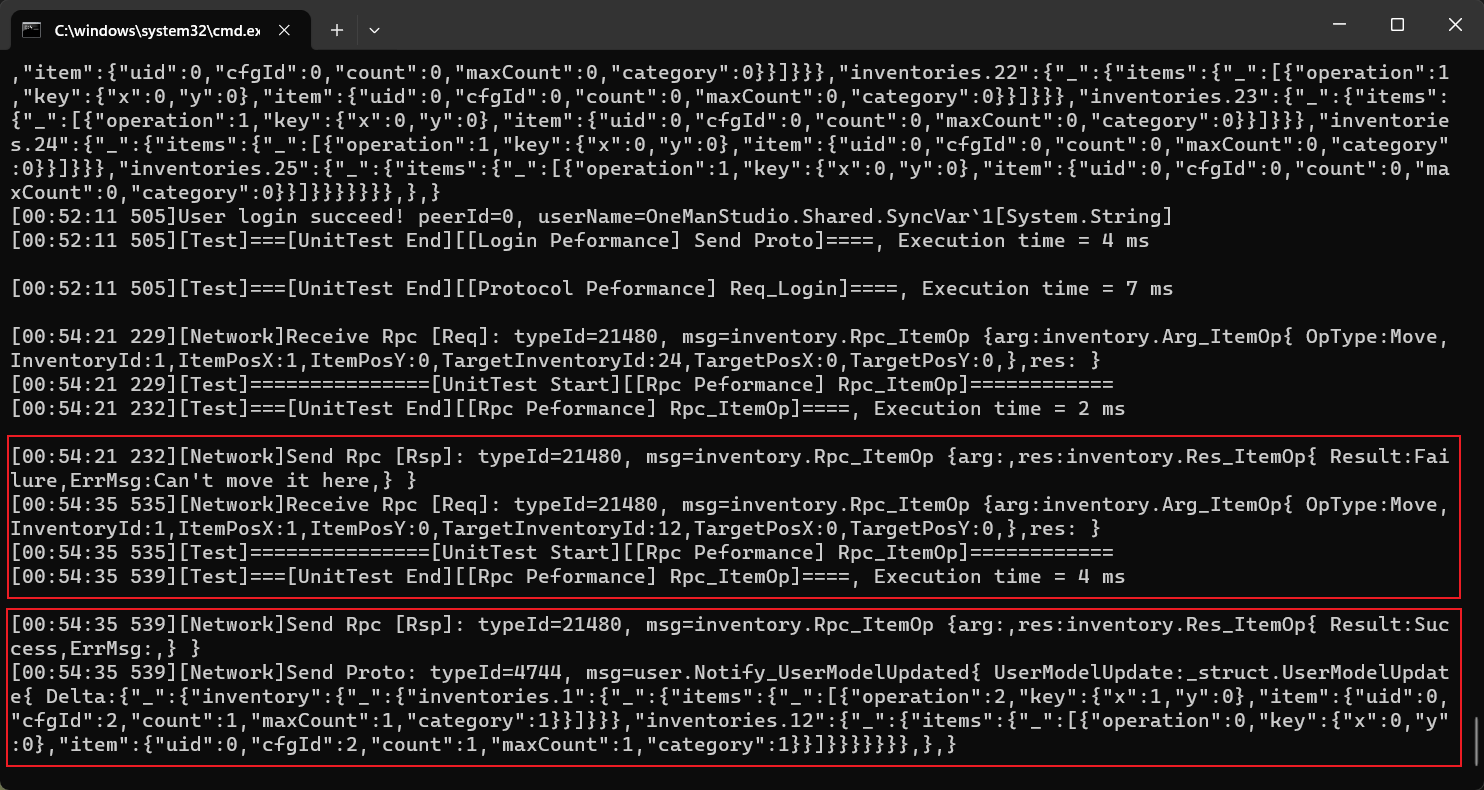 C:\windows\system32\cmd.ex
,"item":{"uid":0,"cfgId":0,"count":0,"maxCount":0,"category":0}}]}}},"inventories.22":{"_":{"items":{"_":[{"operation":1
,"key":{"x":0,"y":0},"item":{"uid":0,"cfgId":0,"count":0,"maxCount":0,"category":0}}]}}},"inventories.23":{"_":{"items":
{"_":[{"operation":1,"key":{"x":0,"y":0},"item":{"uid":0,"cfgId":0,"count":0,"maxCount":0,"category":0}}]}}},"inventorie
s.24":{"_":{"items":{"_":[{"operation":1,"key":{"x":0,"y":0},"item":{"uid":0,"cfgId":0,"count":0,"maxCount":0,"category"
:0}}]}}},"inventories.25":{"_":{"items":{"_":[{"operation":1,"key":{"x":0,"y":0},"item":{"uid":0,"cfgId":0,"count":0,"ma
xCount":0,"category":0}}]}}}}}}},},}
[00:52:11 505]User login succeed! peerId=0, userName=OneManStudio.Shared.SyncVar`1[System.String]
[00:52:11 505][Test]===[UnitTest End][[Login Peformance] Send Proto]====, Execution time = 4 ms
[00:52:11 505][Test]===[UnitTest End][[Protocol Peformance] Req_Login]====, Execution time = 7 ms
[00:54:21 229][Network]Receive Rpc [Req]: typeId=21480, msg=inventory.Rpc_ItemOp {arg:inventory.Arg_ItemOp{ OpType:Move,
InventoryId:1,ItemPosX:1,ItemPosY:0,TargetInventoryId:24,TargetPosX:0,TargetPosY:0,},res: }
[00:54:21 229][Test]===============[UnitTest Start][[Rpc Peformance] Rpc_ItemOp]============
[00:54:21 232][Test]===[UnitTest End][[Rpc Peformance] Rpc_ItemOp]====, Execution time = 2 ms
[00:54:21 232][Network]Send Rpc [Rsp]: typeId=21480, msg=inventory.Rpc_ItemOp {arg:,res:inventory.Res_ItemOp{ Result:Fai
lure,ErrMsg:Can't move it here,} }
[00:54:35 535][Network]Receive Rpc [Req]: typeId=21480, msg=inventory.Rpc_ItemOp {arg:inventory.Arg_ItemOp{ OpType:Move,
InventoryId:1,ItemPosX:1,ItemPosY:0,TargetInventoryId:12,TargetPosX:0,TargetPosY:0,},res: }
[00:54:35 535][Test]===============[UnitTest Start][[Rpc Peformance] Rpc_ItemOp]============
[00:54:35 539][Test]===[UnitTest End][[Rpc Peformance] Rpc_ItemOp]====, Execution time = 4 ms
[00:54:35 539][Network]Send Rpc [Rsp]: typeId=21480, msg=inventory.Rpc_ItemOp {arg:,res:inventory.Res_ItemOp{ Result:Suc
cess,ErrMsg:,} }
[00:54:35 539][Network]Send Proto: typeId=4744, msg=user.Notify_UserModelUpdated{ UserModelUpdate:_struct.UserModelUpdat
e{ Delta:{"_":{"inventory":{"_":{"inventories.1":{"_":{"items":{"_":[{"operation":2,"key":{"x":1,"y":0},"item":{"uid":0,
"cfgId":2,"count":1,"maxCount":1,"category":1}}]}}},"inventories.12":{"_":{"items":{"_":[{"operation":0,"key":{"x":0,"y"
:0},"item":{"uid":0,"cfgId":2,"count":1,"maxCount":1,"category":1}}]}}}}}}},},}